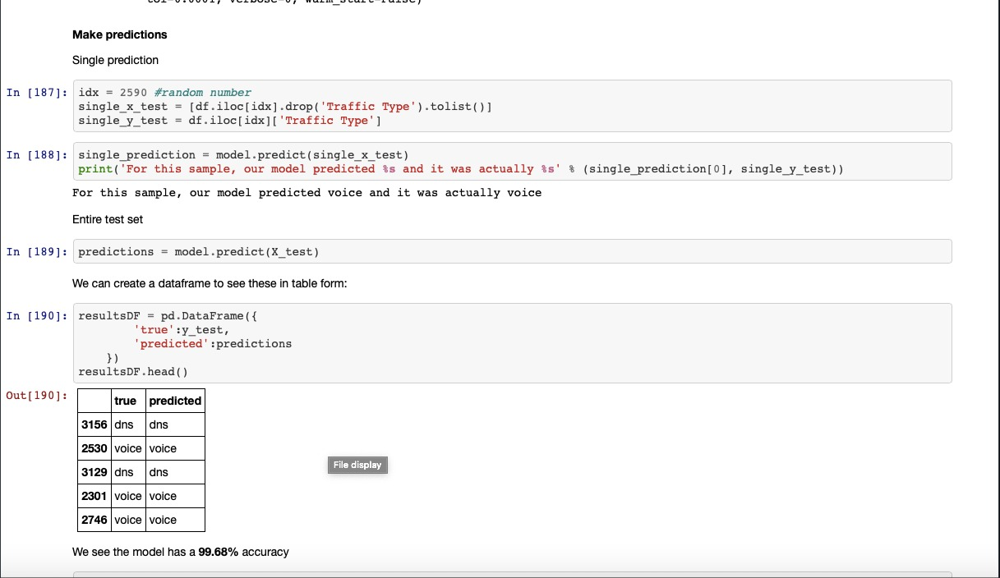 tol=0.0001, verbose=0, warm_start=False)
Make predictions
Single prediction
In [187]: idx = 2590 #random number
single_x_test = [df.iloc[idx].drop('Traffic Type').tolist()]
single_y_test = df.iloc[idx]['Traffic Type']
In [188]: single_prediction = model.predict(single_x_test)
print('For this sample, our model predicted %s and it was actually %s' % (single_prediction[0], single_y_test))
For this sample, our model predicted voice and it was actually voice
Entire test set
In [189]: predictions = model.predict(X_test)
We can create a dataframe to see these in table form:
In [190]: resultsDF = pd.DataFrame({
'true':y_test,
'predicted':predictions
})
resultsDF.head()
Out[190]:
true predicted
3156 dns dns
2530 voice voice
3129 dns dns
File display
2301 voice voice
2746 voice voice
We see the model has a 99.68% accuracy